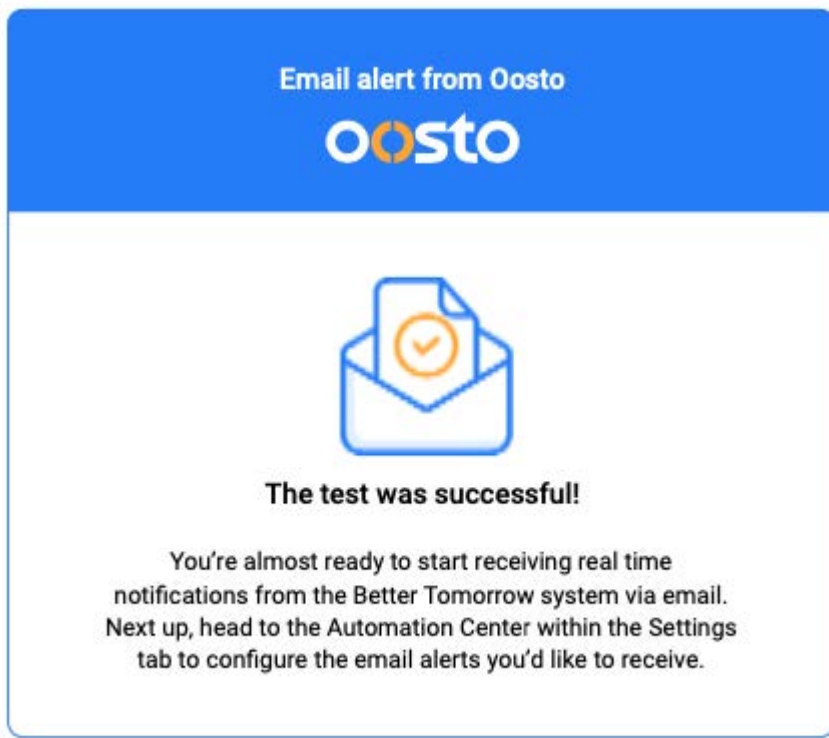 Email alert from Oosto
oosto
The test was successful!
You’re almost ready to start receiving real time
notifications from the Better Tomorrow system via email.
Next up, head to the Automation Center within the Settings
tab to configure the email alerts you’d like to receive.